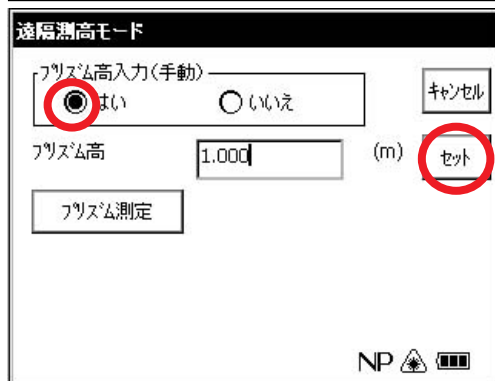 遠隔測高モード
プリズム高入力(手動)
はい いいえ
キャンセル
プリズム高 1.000 (m) セット
プリズム測定
NP